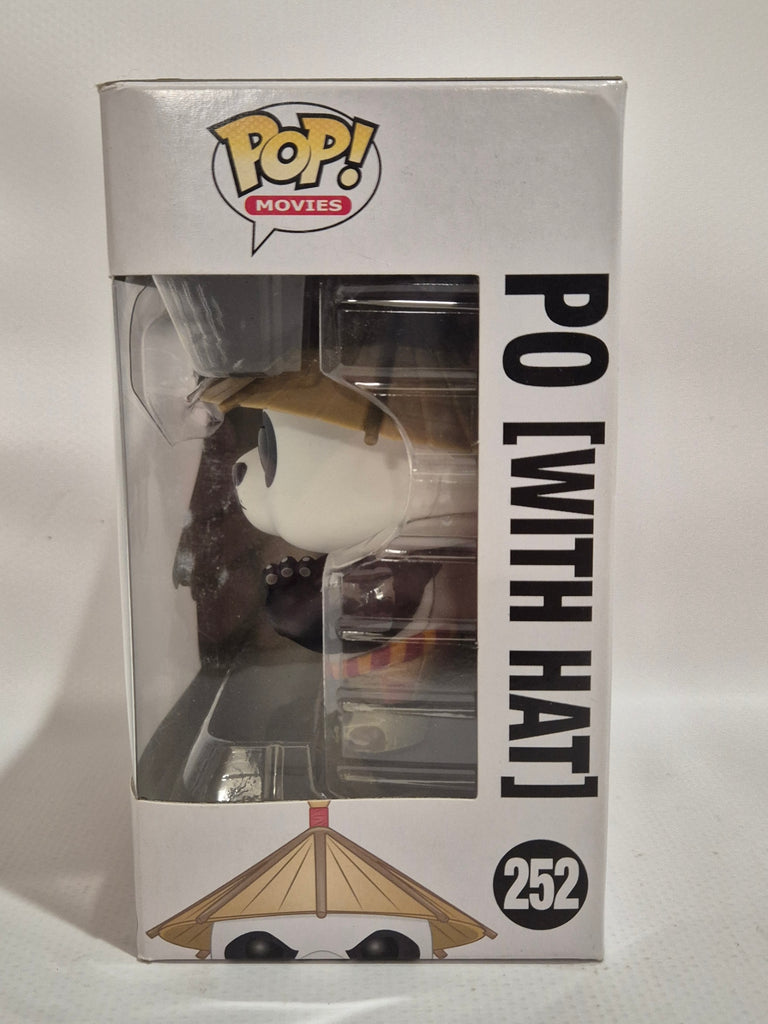 POP!
MOVIES
PO [WITH HAT]
252